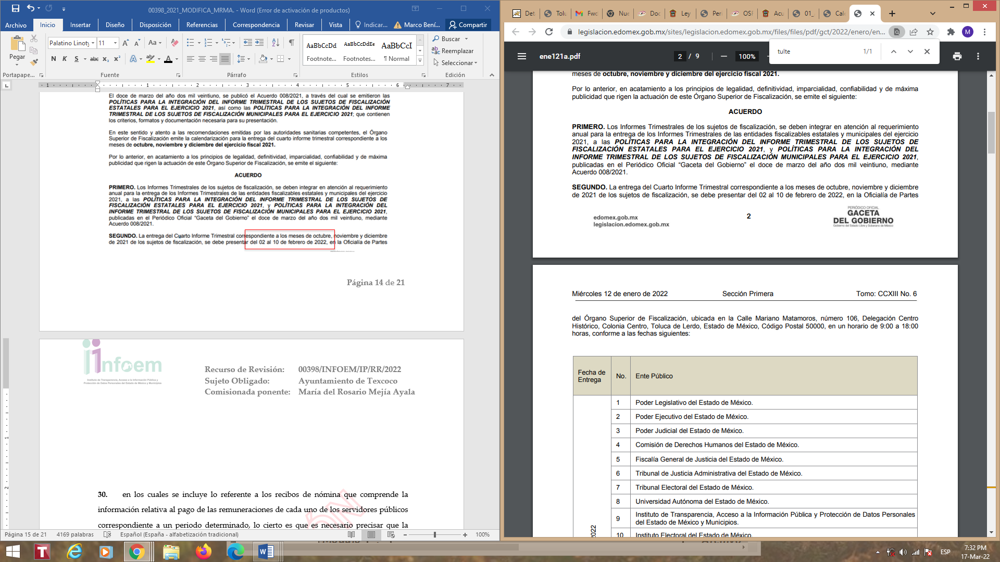 00398_2021_MODIFICA_MRMA. - Word (Error de activación de productos)
Archivo Inicio Insertar Diseño Disposición Referencias Correspondencia Revisar Vista Indicar... Marco Bení... Compartir
Pegar
Palatino Linoty 11
AaBbCcDd AaBbCcDdEe AaBbCcI
Footnote... Footnotes... ¶ Normal
Buscar
Reemplazar
Seleccionar
Portapape... Fuente Párrafo Estilos Edición
El doce de marzo del año dos mil veintiuno, se publicó el Acuerdo 008/2021, a través del cual se emitieron las
POLÍTICAS PARA LA INTEGRACIÓN DEL INFORME TRIMESTRAL DE LOS SUJETOS DE FISCALIZACIÓN
ESTATALES PARA EL EJERCICIO 2021, así como las POLÍTICAS PARA LA INTEGRACIÓN DEL INFORME
TRIMESTRAL DE LOS SUJETOS DE FISCALIZACIÓN MUNICIPALES PARA EL EJERCICIO 2021; que contienen
los criterios, formatos y documentación necesaria para su presentación.
En este sentido y atento a las recomendaciones emitidas por las autoridades sanitarias competentes, el Órgano
Superior de Fiscalización emite la calendarización para la entrega del cuarto informe trimestral correspondiente a los
meses de octubre, noviembre y diciembre del ejercicio fiscal 2021.
Por lo anterior, en acatamiento a los principios de legalidad, definitividad, imparcialidad, confiabilidad y de máxima
publicidad que rigen la actuación de este Órgano Superior de Fiscalización, se emite el siguiente:
ACUERDO
PRIMERO. Los Informes Trimestrales de los sujetos de fiscalización, se deben integrar en atención al requerimiento
anual para la entrega de los Informes Trimestrales de las entidades fiscalizables estatales y municipales del ejercicio
2021, a las POLÍTICAS PARA LA INTEGRACIÓN DEL INFORME TRIMESTRAL DE LOS SUJETOS DE
FISCALIZACIÓN ESTATALES PARA EL EJERCICIO 2021, y POLÍTICAS PARA LA INTEGRACIÓN DEL
INFORME TRIMESTRAL DE LOS SUJETOS DE FISCALIZACIÓN MUNICIPALES PARA EL EJERCICIO 2021,
publicadas en el Periódico Oficial “Gaceta del Gobierno” el doce de marzo del año dos mil veintiuno, mediante
Acuerdo 008/2021.
SEGUNDO. La entrega del Cuarto Informe Trimestral correspondiente a los meses de octubre, noviembre y diciembre
de 2021 de los sujetos de fiscalización, se debe presentar del 02 al 10 de febrero de 2022, en la Oficialía de Partes
Página 14 de 21
infoem
Instituto de Transparencia, Acceso a la Información Pública y
Protección de Datos Personales del Estado de México y Municipios
Recurso de Revisión: 00398/INFOEM/IP/RR/2022
Sujeto Obligado: Ayuntamiento de Texcoco
Comisionada ponente: María del Rosario Mejía Ayala
30. en los cuales se incluye lo referente a los recibos de nómina que comprende la
información relativa al pago de las remuneraciones de cada uno de los servidores públicos
correspondiente a un periodo determinado, lo cierto es que es necesario precisar que la
Página 15 de 21 4169 palabras Español (España - alfabetización tradicional) 100%
Det Tolu Fwd Nue Doc Ley Peri OSF Acu 01_ Cale
legislacion.edomex.gob.mx/sites/legislacion.edomex.gob.mx/files/files/pdf/gct/2022/enero/en...
M
ene121a.pdf 2 / 9 100%
tulte 1/1
meses de octubre, noviembre y diciembre del ejercicio fiscal 2021.
Por lo anterior, en acatamiento a los principios de legalidad, definitividad, imparcialidad, confiabilidad y de máxima
publicidad que rigen la actuación de este Órgano Superior de Fiscalización, se emite el siguiente:
ACUERDO
PRIMERO. Los Informes Trimestrales de los sujetos de fiscalización, se deben integrar en atención al requerimiento
anual para la entrega de los Informes Trimestrales de las entidades fiscalizables estatales y municipales del ejercicio
2021, a las POLÍTICAS PARA LA INTEGRACIÓN DEL INFORME TRIMESTRAL DE LOS SUJETOS DE
FISCALIZACIÓN ESTATALES PARA EL EJERCICIO 2021, y POLÍTICAS PARA LA INTEGRACIÓN DEL
INFORME TRIMESTRAL DE LOS SUJETOS DE FISCALIZACIÓN MUNICIPALES PARA EL EJERCICIO 2021,
publicadas en el Periódico Oficial “Gaceta del Gobierno” el doce de marzo del año dos mil veintiuno, mediante
Acuerdo 008/2021.
SEGUNDO. La entrega del Cuarto Informe Trimestral correspondiente a los meses de octubre, noviembre y diciembre
de 2021 de los sujetos de fiscalización, se debe presentar del 02 al 10 de febrero de 2022, en la Oficialía de Partes
edomex.gob.mx
legislacion.edomex.gob.mx
2
PERIÓDICO OFICIAL
GACETA
DEL GOBIERNO
Gobierno del Estado Libre y Soberano de México
Miércoles 12 de enero de 2022 Sección Primera Tomo: CCXIII No. 6
del Órgano Superior de Fiscalización, ubicada en la Calle Mariano Matamoros, número 106, Delegación Centro
Histórico, Colonia Centro, Toluca de Lerdo, Estado de México, Código Postal 50000, en un horario de 9:00 a 18:00
horas, conforme a las fechas siguientes:
Fecha de Entrega No. Ente Público
1 Poder Legislativo del Estado de México.
2 Poder Ejecutivo del Estado de México.
3 Poder Judicial del Estado de México.
4 Comisión de Derechos Humanos del Estado de México.
5 Fiscalía General de Justicia del Estado de México.
6 Tribunal de Justicia Administrativa del Estado de México.
7 Tribunal Electoral del Estado de México.
8 Universidad Autónoma del Estado de México.
9 Instituto de Transparencia, Acceso a la Información Pública y Protección de Datos Personales
del Estado de México y Municipios.
10 Instituto Electoral del Estado de México.
2022
ESP
7:32 PM
17-Mar-22